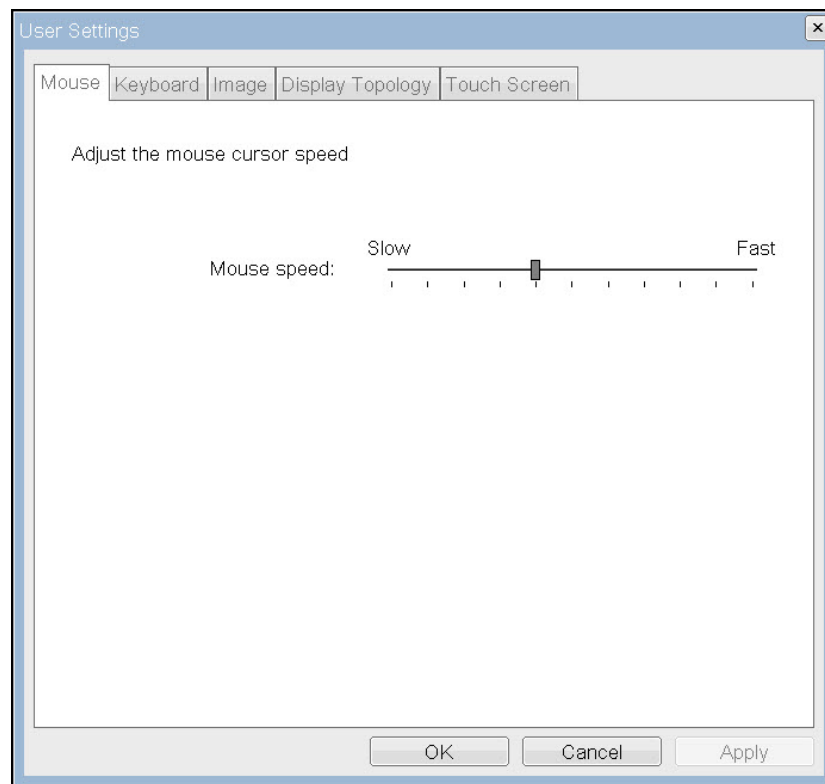 User Settings
Mouse Keyboard Image Display Topology Touch Screen
Adjust the mouse cursor speed
Slow Fast
Mouse speed:
OK Cancel Apply